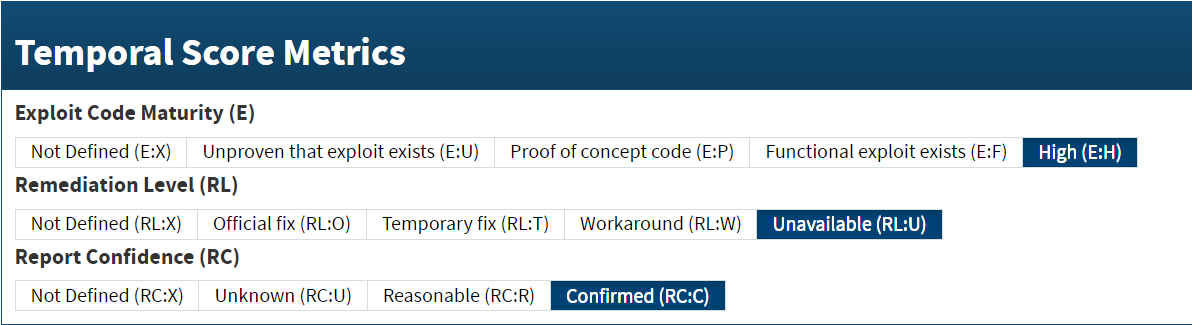 Temporal Score Metrics
Exploit Code Maturity (E)
Not Defined (E:X) Unproven that exploit exists (E:U) Proof of concept code (E:P) Functional exploit exists (E:F) High (E:H)
Remediation Level (RL)
Not Defined (RL:X) Official fix (RL:O) Temporary fix (RL:T) Workaround (RL:W) Unavailable (RL:U)
Report Confidence (RC)
Not Defined (RC:X) Unknown (RC:U) Reasonable (RC:R) Confirmed (RC:C)